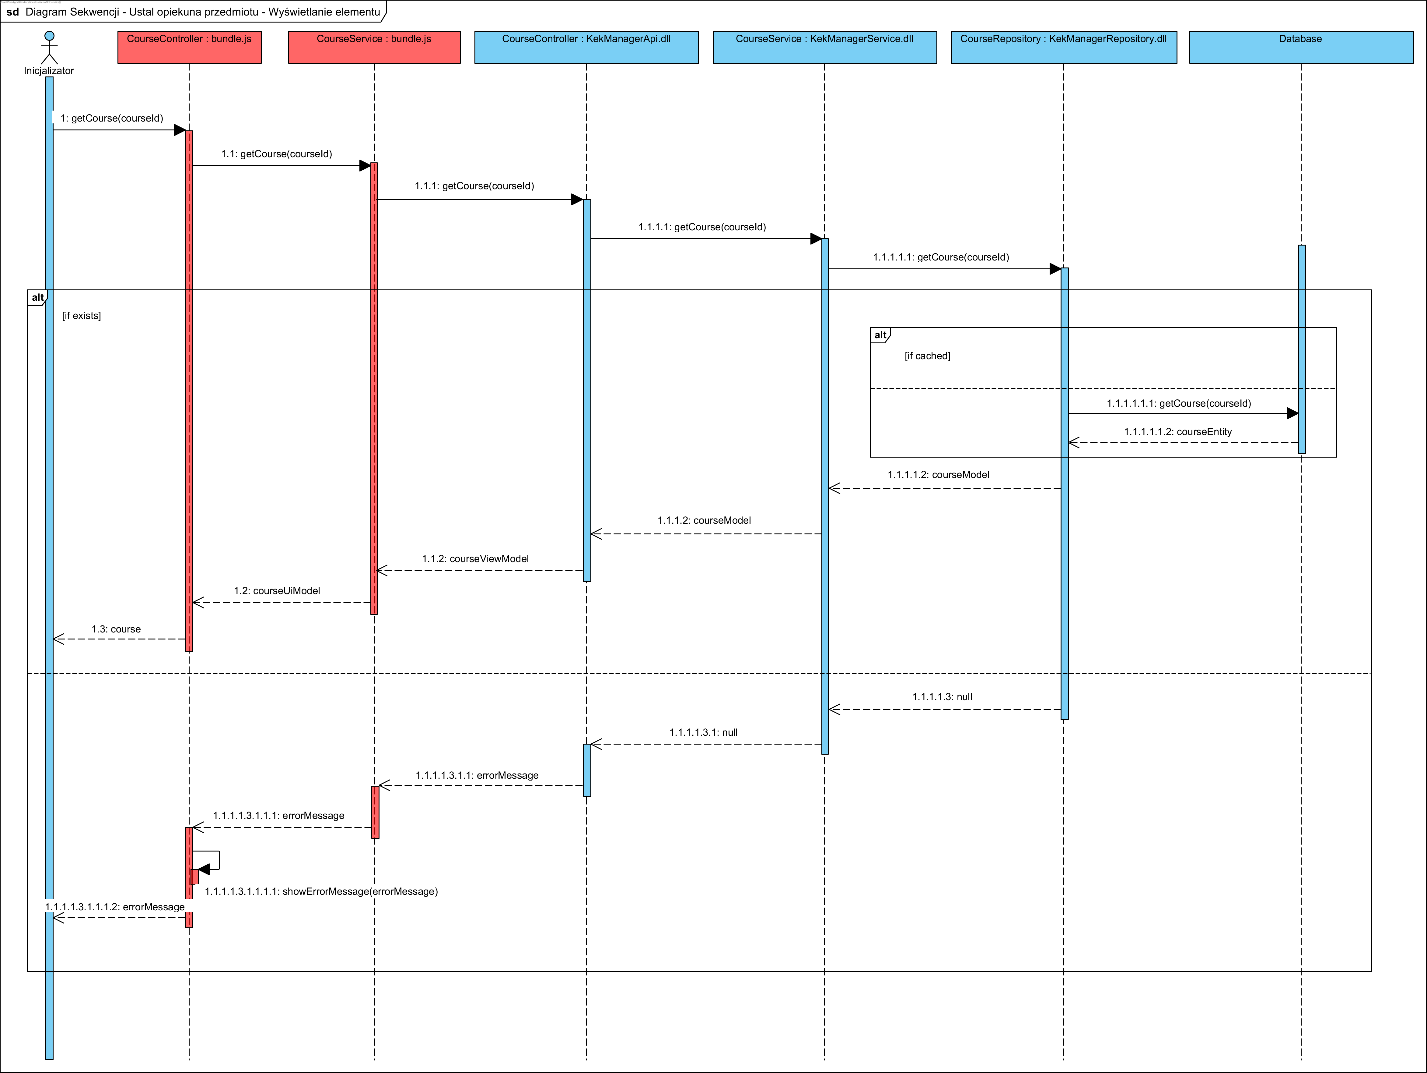 sd Diagram Sekwencji - Ustal opiekuna przedmiotu - Wyświetlanie elementu
Inicjalizator
CourseController : bundle.js
CourseService : bundle.js
CourseController : KekManagerApi.dll
CourseService : KekManagerService.dll
CourseRepository : KekManagerRepository.dll
Database
1: getCourse(courseId)
1.1: getCourse(courseId)
1.1.1: getCourse(courseId)
1.1.1.1: getCourse(courseId)
1.1.1.1.1: getCourse(courseId)
alt
[if exists]
alt
[if cached]
1.1.1.1.1.1: getCourse(courseId)
1.1.1.1.1.2: courseEntity
1.1.1.1.2: courseModel
1.1.1.2: courseModel
1.1.2: courseViewModel
1.2: courseUiModel
1.3: course
1.1.1.1.3: null
1.1.1.1.3.1: null
1.1.1.1.3.1.1: errorMessage
1.1.1.1.3.1.1.1: errorMessage
1.1.1.1.3.1.1.1.1: showErrorMessage(errorMessage)
1.1.1.1.3.1.1.1.2: errorMessage